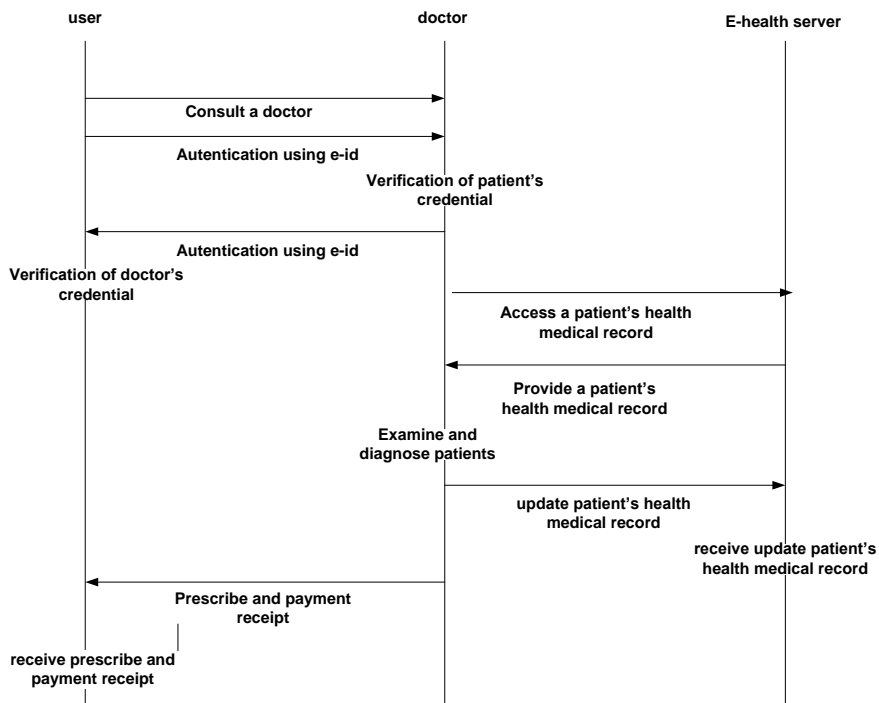 user
doctor
E-health server
Consult a doctor
Autentication using e-id
Verification of patient's
credential
Autentication using e-id
Verification of doctor's
credential
Access a patient's health
medical record
Provide a patient's
health medical record
Examine and
diagnose patients
update patient's health
medical record
receive update patient's
health medical record
Prescribe and payment
receipt
receive prescribe and
payment receipt